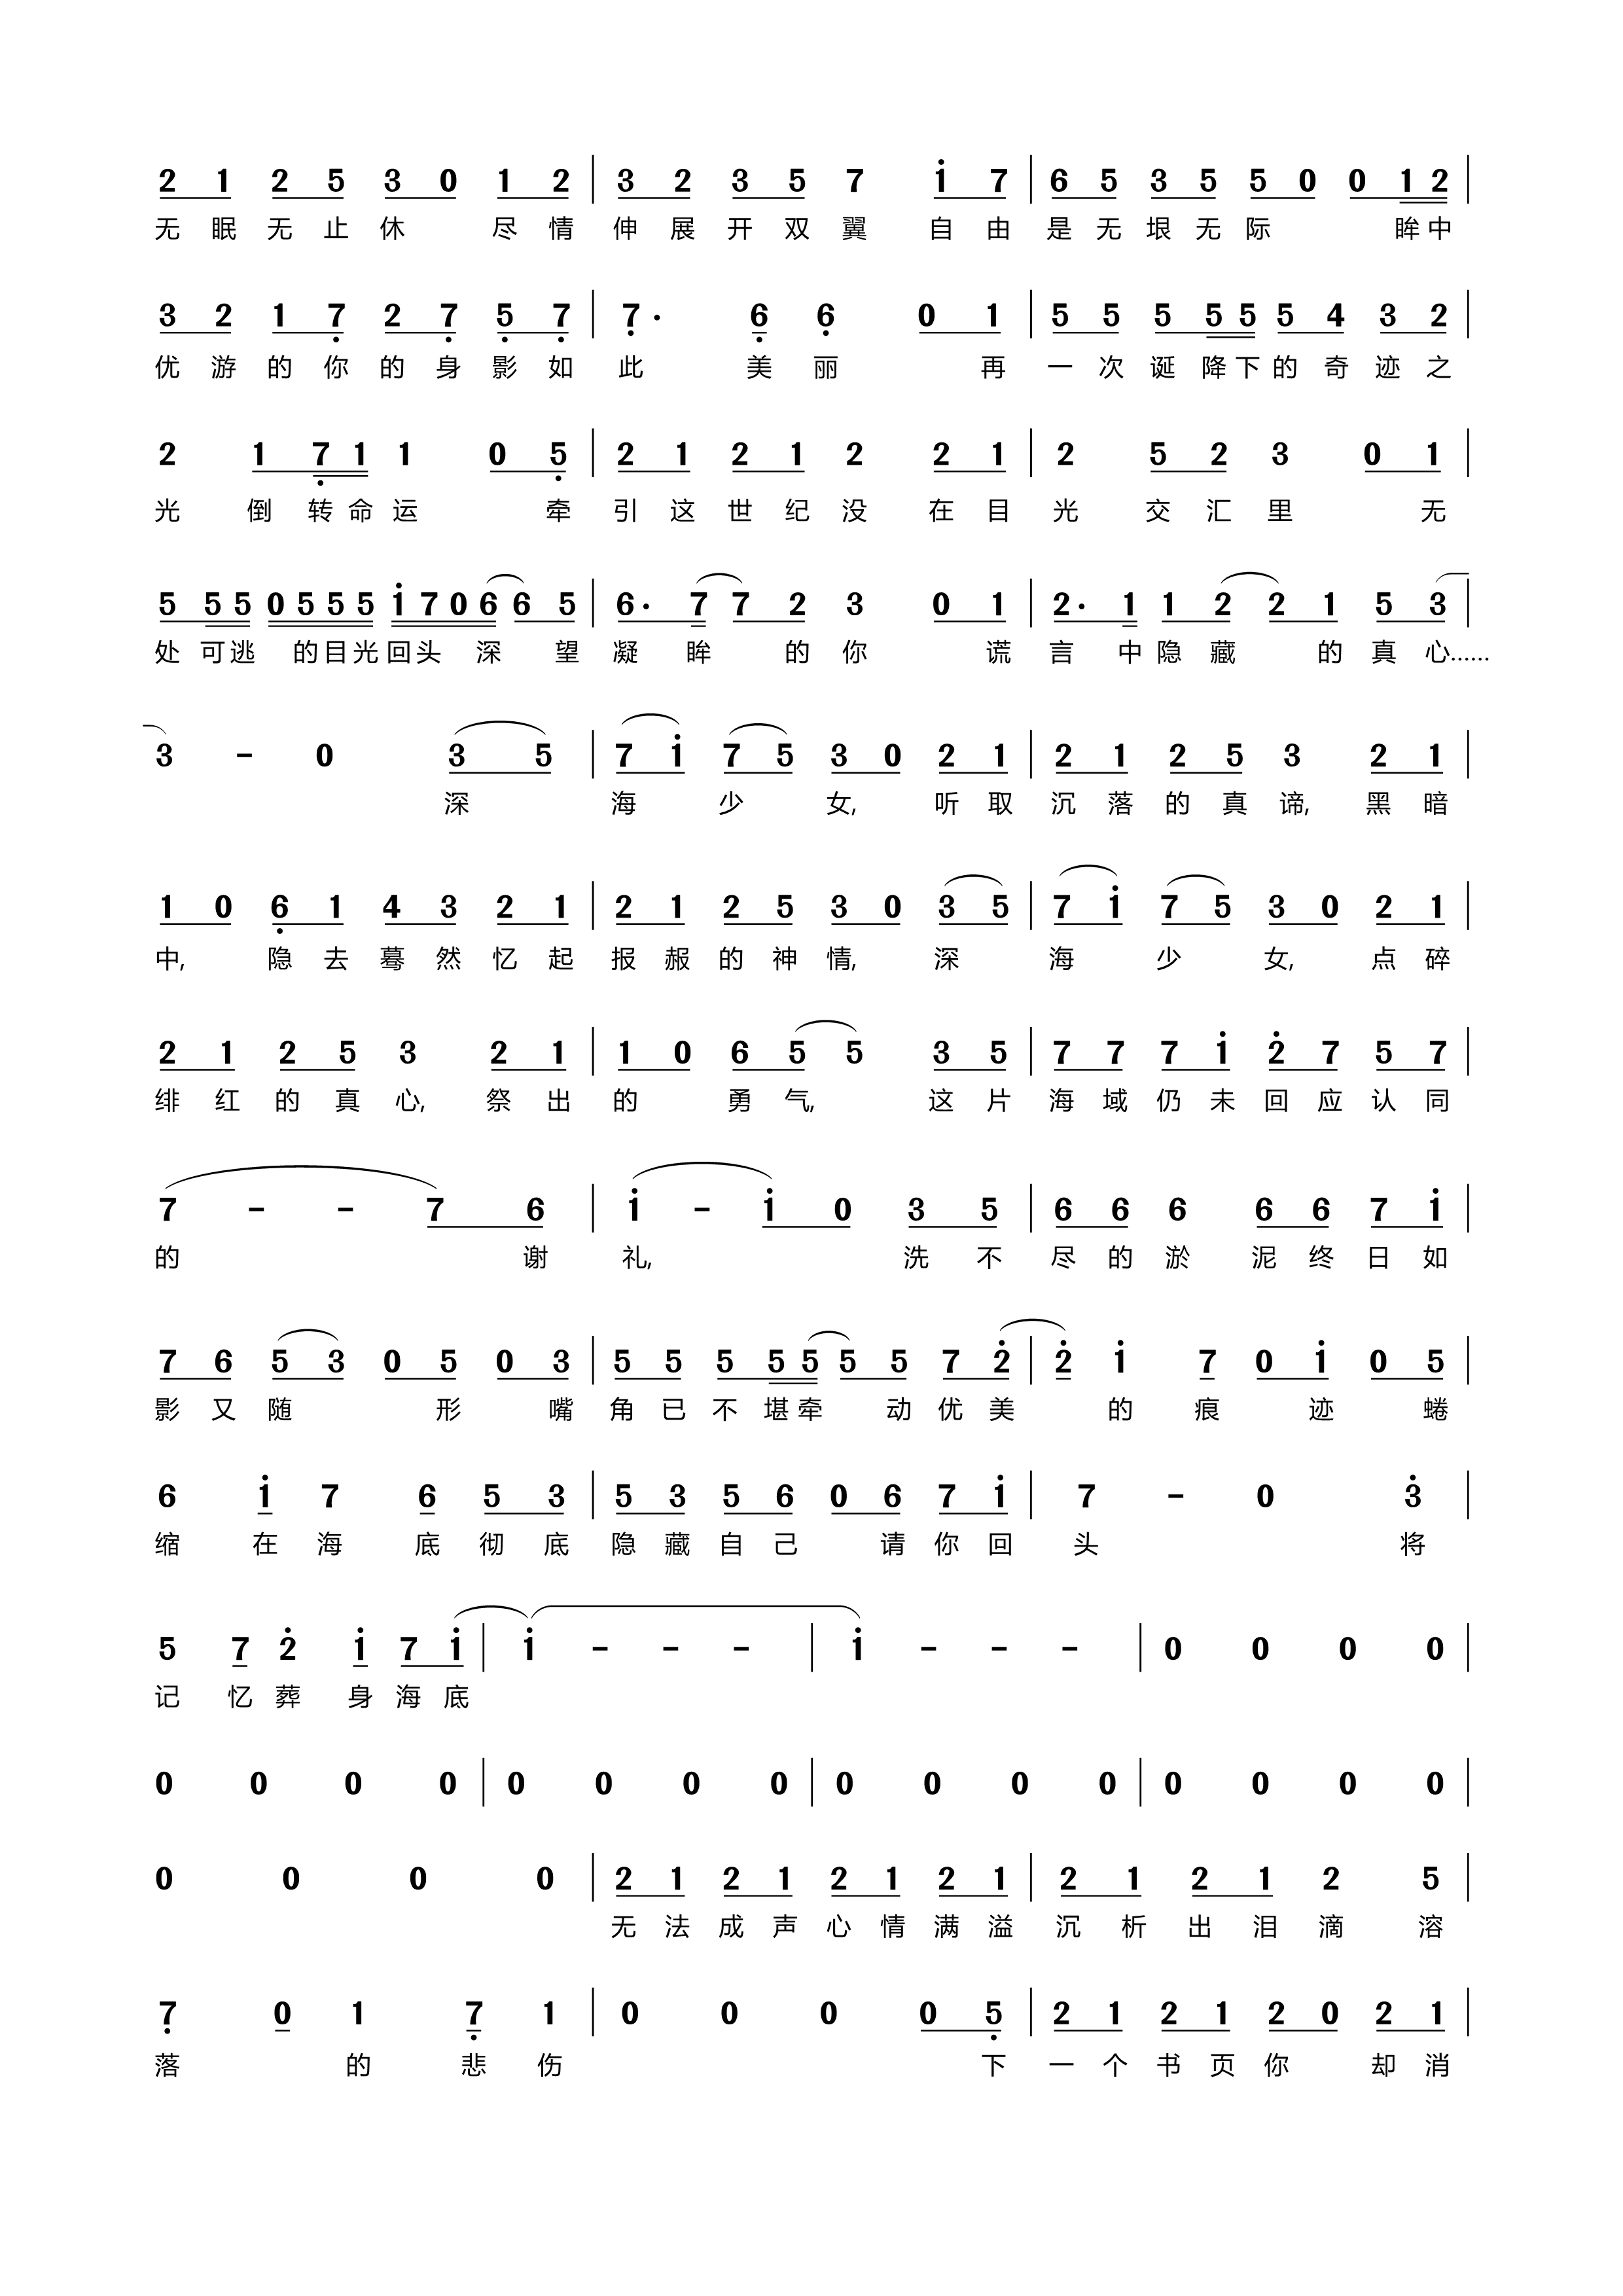 2 1 2 5 3 0 1 2 | 3 2 3 5 7 i̇ 7 | 6 5 3 5 5 0 0 1 2 |
无 眠 无 止 休 尽 情 伸 展 开 双 翼 自 由 是 无 垠 无 际 眸 中
3 2 1 7̣ 2 7̣ 5̣ 7̣ | 7̣· 6̣ 6̣ 0 1 | 5 5 5 5 5 5 4 3 2 |
优 游 的 你 的 身 影 如 此 美 丽 再 一 次 诞 降 下 的 奇 迹 之
2 1 7̣ 1 1 0 5̣ | 2 1 2 1 2 2 1 | 2 5 2 3 0 1 |
光 倒 转 命 运 牵 引 这 世 纪 没 在 目 光 交 汇 里 无
5 5 5 0 5 5 5 1̇ 7 0 6 6 5 | 6· 7 7 2 3 0 1 | 2· 1 1 2 2 1 5 3 |
处 可 逃 的 目 光 回 头 深 望 凝 眸 的 你 谎 言 中 隐 藏 的 真 心……
3 - 0 3 5 | 7 1̇ 7 5 3 0 2 1 | 2 1 2 5 3 2 1 |
深 海 少 女, 听 取 沉 落 的 真 谛, 黑 暗
1 0 6̣ 1 4 3 2 1 | 2 1 2 5 3 0 3 5 | 7 1̇ 7 5 3 0 2 1 |
中, 隐 去 蓦 然 忆 起 报 赧 的 神 情, 深 海 少 女, 点 碎
2 1 2 5 3 2 1 | 1 0 6 5 5 3 5 | 7 7 7 1̇ 2̇ 7 5 7 |
绯 红 的 真 心, 祭 出 的 勇 气, 这 片 海 域 仍 未 回 应 认 同
7 - - 7 6 | 1̇ - 1̇ 0 3 5 | 6 6 6 6 6 7 1̇ |
的 谢 礼, 洗 不 尽 的 淤 泥 终 日 如
7 6 5 3 0 5 0 3 | 5 5 5 5 5 5 5 7 2̇ | 2̇ 1̇ 7 0 1̇ 0 5 |
影 又 随 形 嘴 角 已 不 堪 牵 动 优 美 的 痕 迹 蜷
6 1̇ 7 6 5 3 | 5 3 5 6 0 6 7 1̇ | 7 - 0 3̇ |
缩 在 海 底 彻 底 隐 藏 自 己 请 你 回 头 将
5 7 2̇ 1̇ 7 1̇ | 1̇ - - - | 1̇ - - - | 0 0 0 0 |
记 忆 葬 身 海 底
0 0 0 0 | 0 0 0 0 | 0 0 0 0 | 0 0 0 0 |
0 0 0 0 | 2 1 2 1 2 1 2 1 | 2 1 2 1 2 5 |
无 法 成 声 心 情 满 溢 沉 析 出 泪 滴 溶
7̣ 0 1 7̣ 1 | 0 0 0 0 5̣ | 2 1 2 1 2 0 2 1 |
落 的 悲 伤 下 一 个 书 页 你 却 消